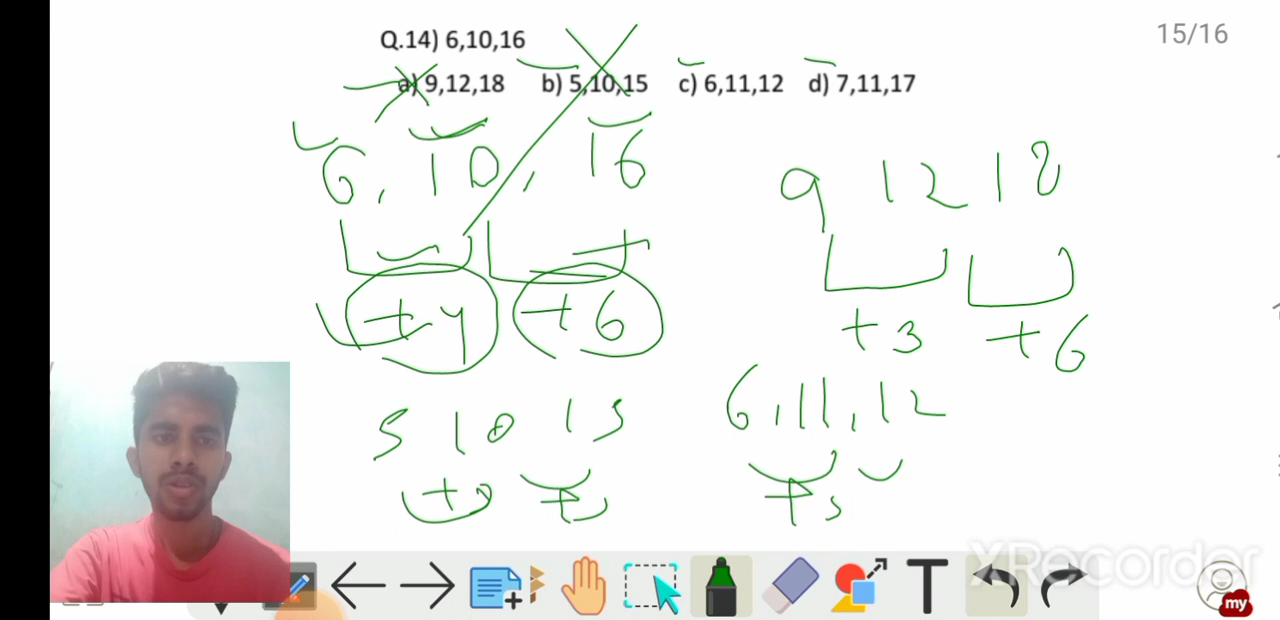 15/16
Q.14) 6,10,16
a) 9,12,18 b) 5,10,15 c) 6,11,12 d) 7,11,17
6, 10, 16
9 12 18
+4 +6
+3 +6
5 10 15
6, 11, 12
+5
XRecorder
T
my